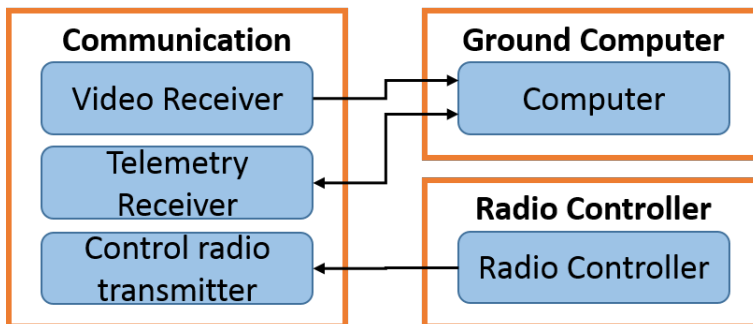 Communication
Video Receiver
Telemetry
Receiver
Control radio
transmitter
Ground Computer
Computer
Radio Controller
Radio Controller